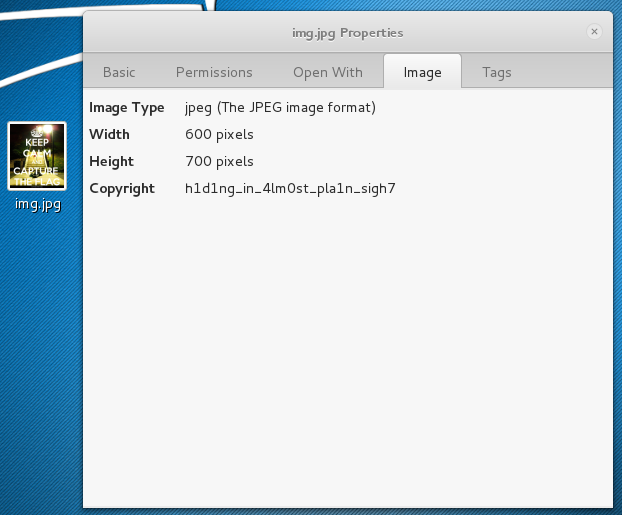 img.jpg Properties
Basic Permissions Open With Image Tags
Image Type jpeg (The JPEG image format)
Width 600 pixels
Height 700 pixels
Copyright h1d1ng_in_4lm0st_pla1n_sigh7
KEEP
CALM
CAPTURE
THE FLAG
img.jpg